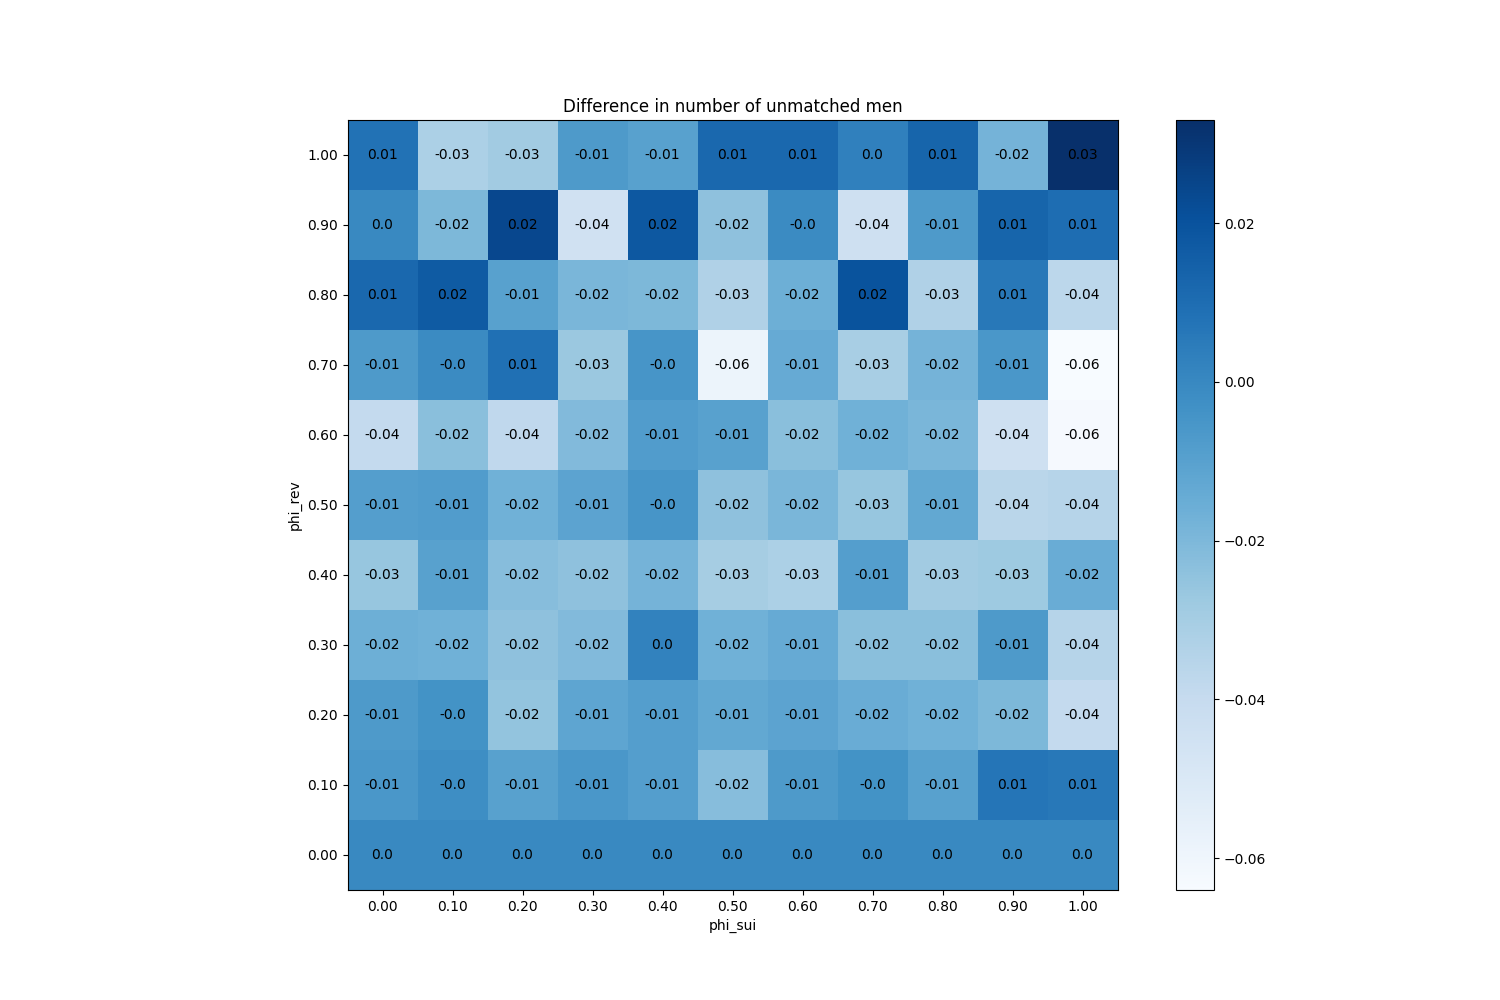 Difference in number of unmatched men
1.00 0.01 -0.03 -0.03 -0.01 -0.01 0.01 0.01 0.0 0.01 -0.02 0.03
0.90 0.0 -0.02 0.02 -0.04 0.02 -0.02 -0.0 -0.04 -0.01 0.01 0.01 0.02
0.80 0.01 0.02 -0.01 -0.02 -0.02 -0.03 -0.02 0.02 -0.03 0.01 -0.04
0.70 -0.01 -0.0 0.01 -0.03 -0.0 -0.06 -0.01 -0.03 -0.02 -0.01 -0.06 0.00
0.60 -0.04 -0.02 -0.04 -0.02 -0.01 -0.01 -0.02 -0.02 -0.02 -0.04 -0.06
phi_rev
0.50 -0.01 -0.01 -0.02 -0.01 -0.0 -0.02 -0.02 -0.03 -0.01 -0.04 -0.04
−0.02
0.40 -0.03 -0.01 -0.02 -0.02 -0.02 -0.03 -0.03 -0.01 -0.03 -0.03 -0.02
0.30 -0.02 -0.02 -0.02 -0.02 0.0 -0.02 -0.01 -0.02 -0.02 -0.01 -0.04
0.20 -0.01 -0.0 -0.02 -0.01 -0.01 -0.01 -0.01 -0.02 -0.02 -0.02 -0.04 −0.04
0.10 -0.01 -0.0 -0.01 -0.01 -0.01 -0.02 -0.01 -0.0 -0.01 0.01 0.01
0.00 0.0 0.0 0.0 0.0 0.0 0.0 0.0 0.0 0.0 0.0 0.0 −0.06
0.00 0.10 0.20 0.30 0.40 0.50 0.60 0.70 0.80 0.90 1.00
phi_sui